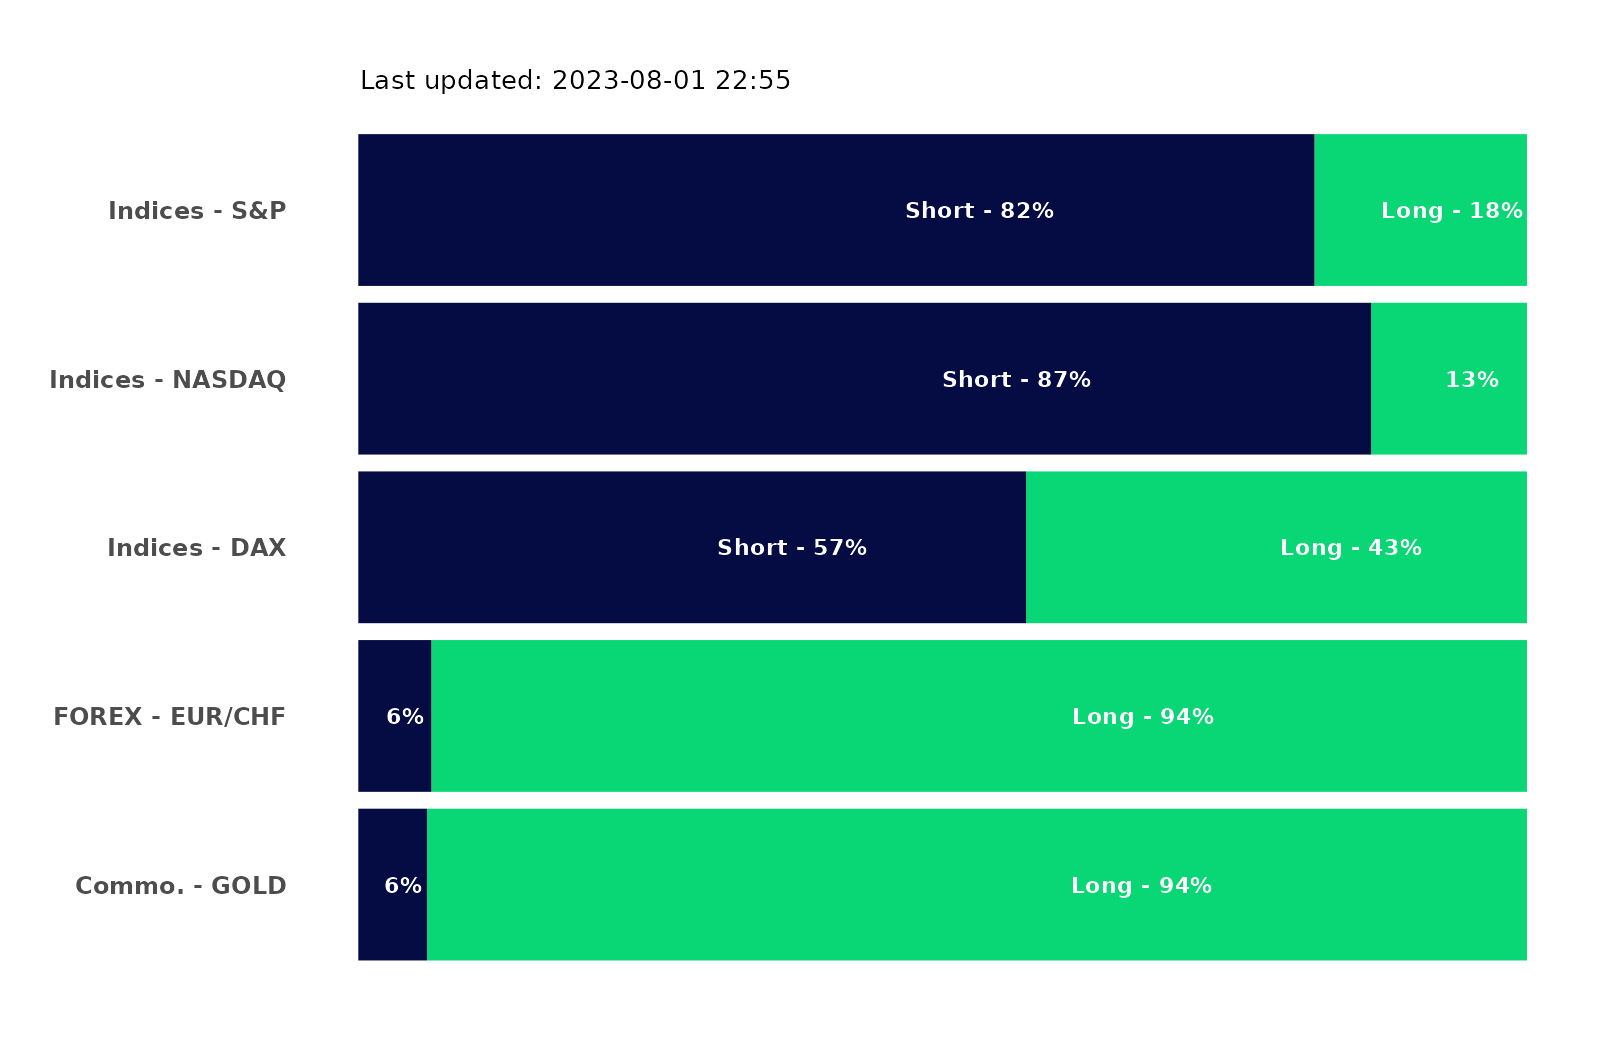 Last updated: 2023-08-01 22:55
Indices - S&P
Short - 82%
Long - 18%
Indices - NASDAQ
Short - 87%
13%
Indices - DAX
Short - 57%
Long - 43%
FOREX - EUR/CHF
6%
Long - 94%
Commo. - GOLD
6%
Long - 94%